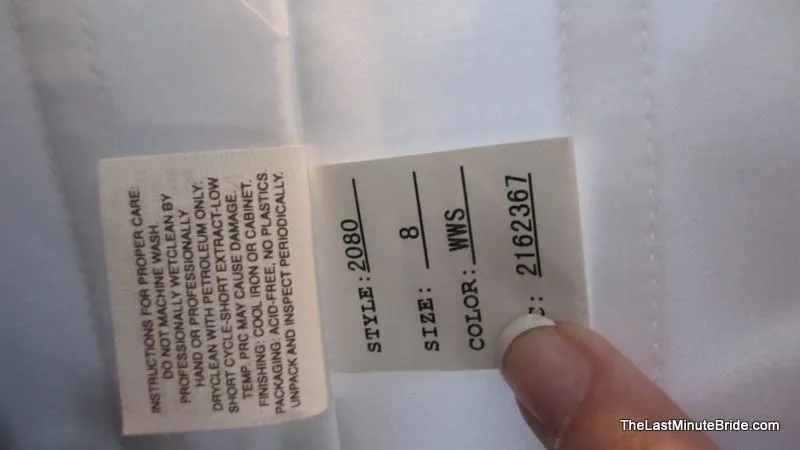 INSTRUCTIONS FOR PROPER CARE:
DO NOT MACHINE WASH
PROFESSIONALLY WETCLEAN BY
HAND OR PROFESSIONALLY
DRYCLEAN WITH PETROLEUM ONLY:
SHORT CYCLE-SHORT EXTRACT-LOW
TEMP. PRC MAY CAUSE DAMAGE.
FINISHING: COOL IRON OR CABINET.
PACKAGING: ACID-FREE, NO PLASTICS.
UNPACK AND INSPECT PERIODICALLY.
STYLE: 2080
SIZE: 8
COLOR: WWS
C: 2162367
TheLastMinuteBride.com